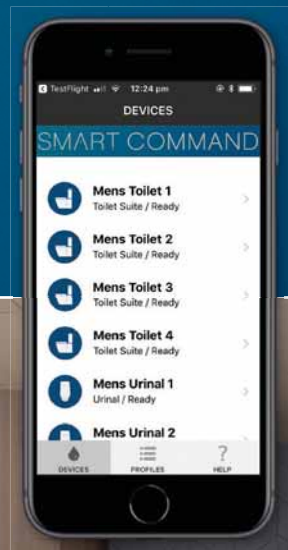 TestFlight 12:24 pm
DEVICES
SMART COMMAND
Mens Toilet 1
Toilet Suite / Ready
Mens Toilet 2
Toilet Suite / Ready
Mens Toilet 3
Toilet Suite / Ready
Mens Toilet 4
Toilet Suite / Ready
Mens Urinal 1
Urinal / Ready
Mens Urinal 2
DEVICES PROFILES HELP